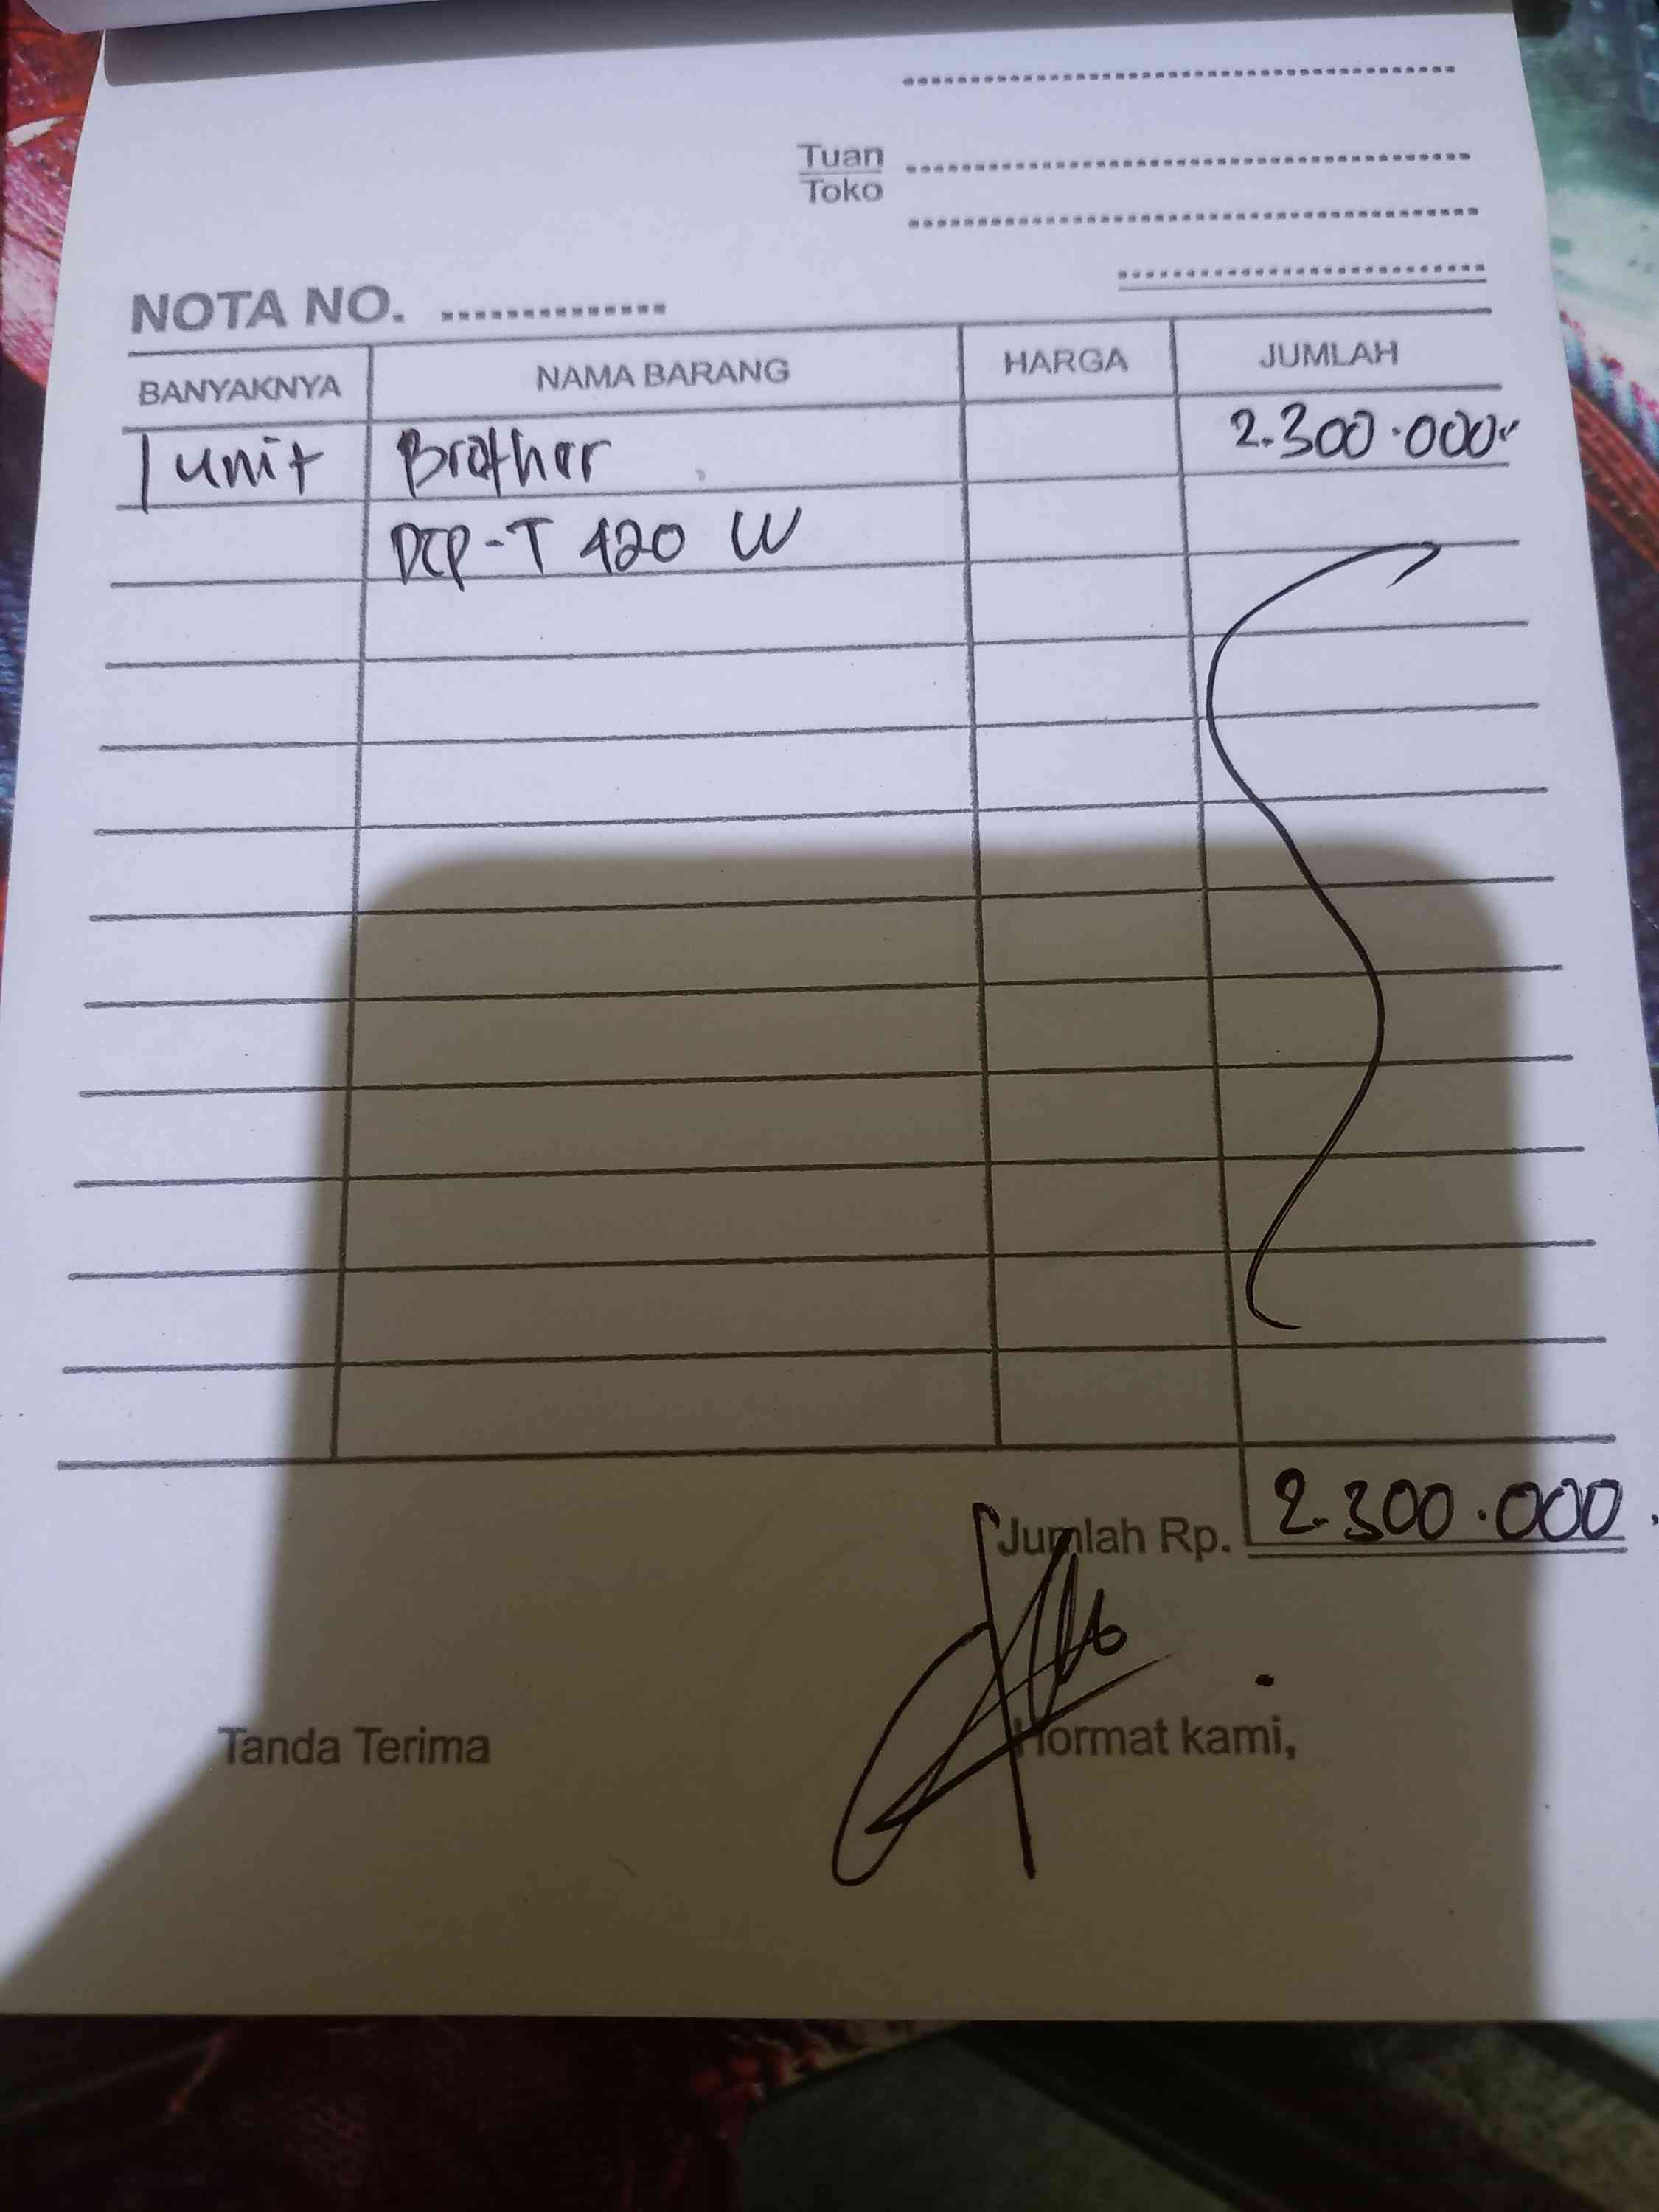 Tuan
Toko
NOTA NO.
BANYAKNYA NAMA BARANG HARGA JUMLAH
1 unit Brother 2.300.000.-
DCP-T 420 W
Jumlah Rp. 2.300.000.
Tanda Terima Hormat kami,